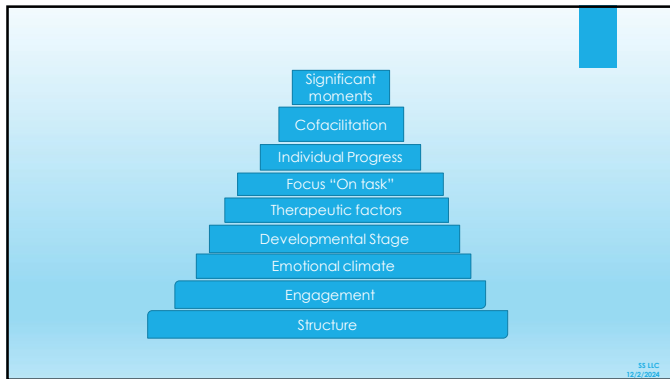 Significant
moments
Cofacilitation
Individual Progress
Focus “On task”
Therapeutic factors
Developmental Stage
Emotional climate
Engagement
Structure
SS LLC
12/2/2024